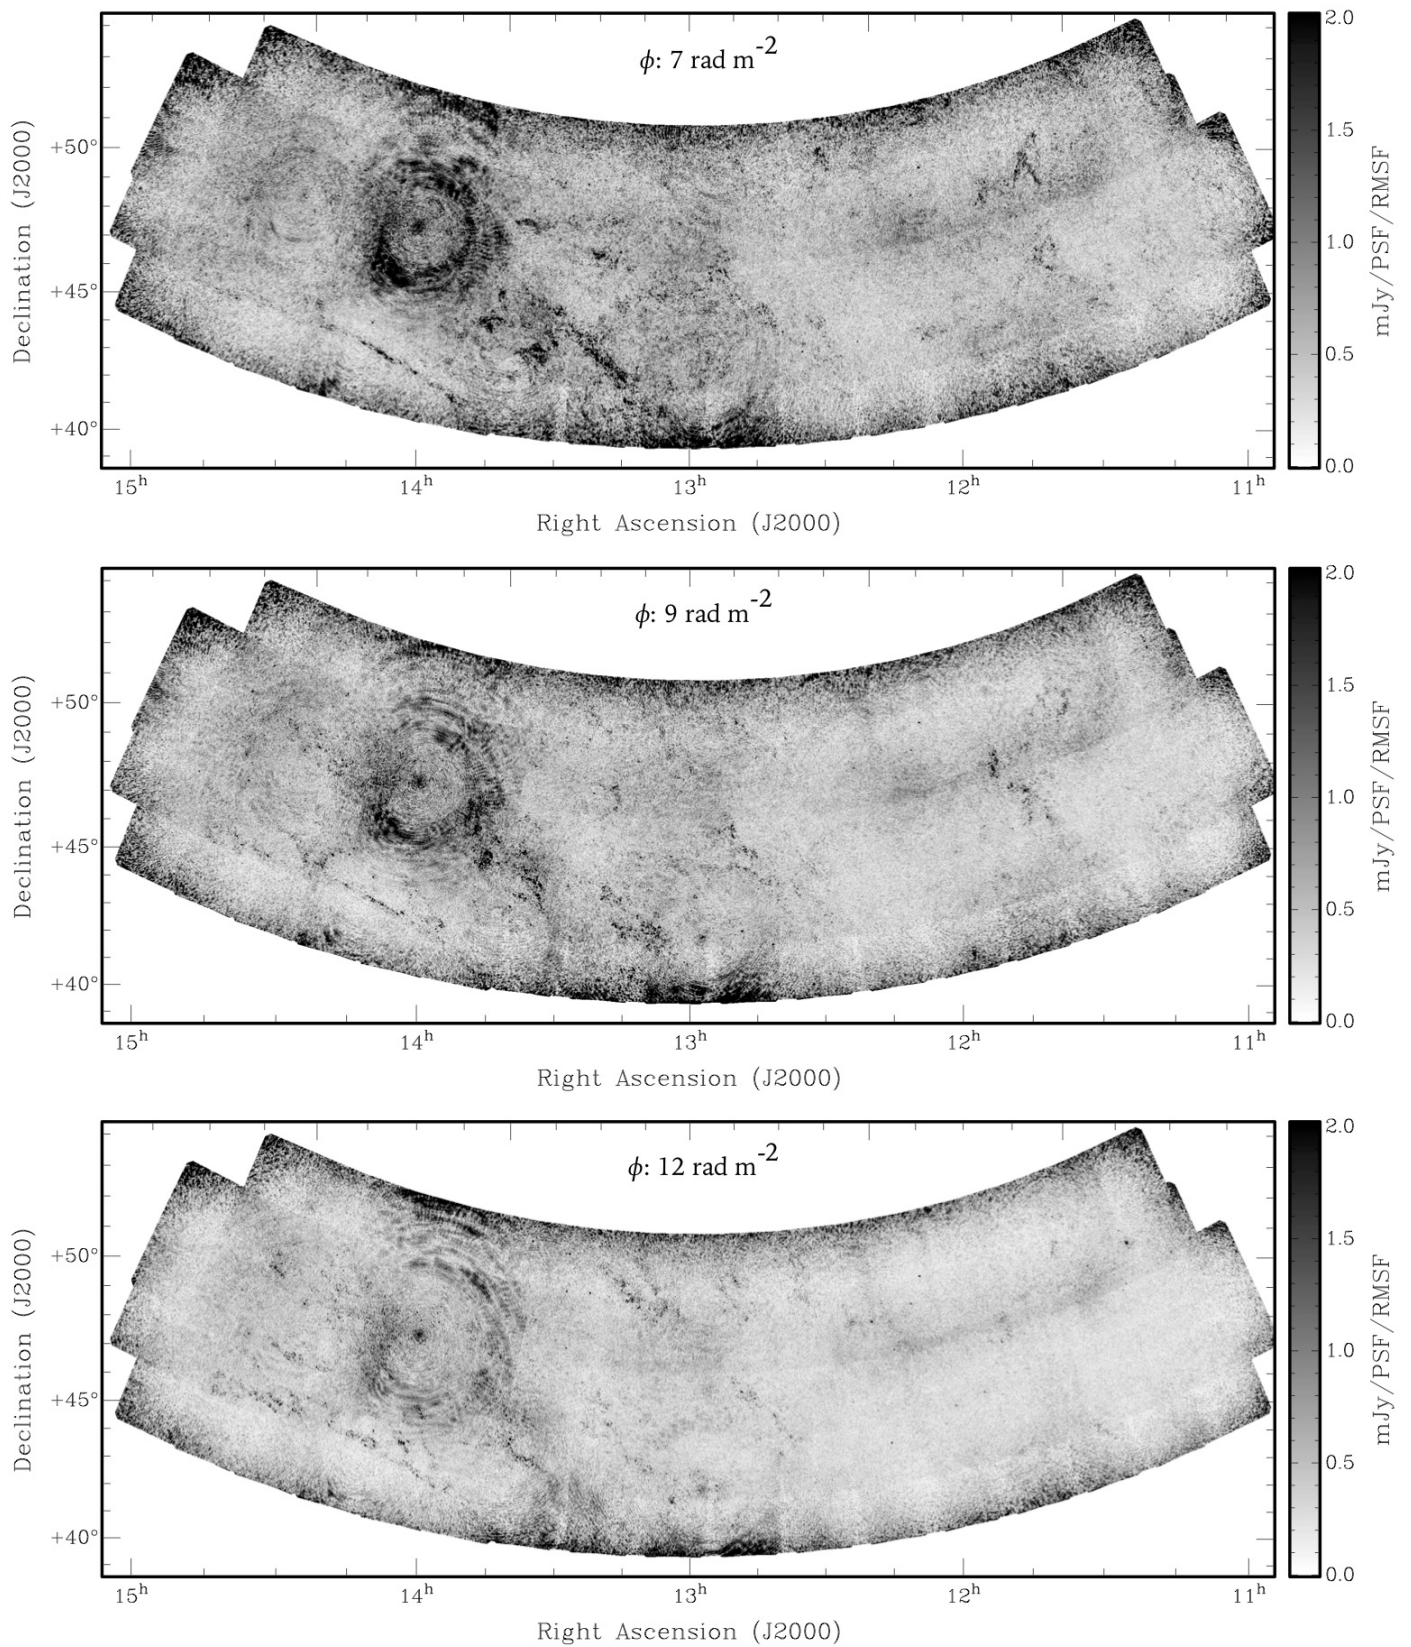 ϕ: 7 rad m-2
+50°
+45°
+40°
Declination (J2000)
15h 14h 13h 12h 11h
Right Ascension (J2000)
2.0
1.5
1.0
0.5
0.0
mJy/PSF/RMSF
ϕ: 9 rad m-2
+50°
+45°
+40°
Declination (J2000)
15h 14h 13h 12h 11h
Right Ascension (J2000)
2.0
1.5
1.0
0.5
0.0
mJy/PSF/RMSF
ϕ: 12 rad m-2
+50°
+45°
+40°
Declination (J2000)
15h 14h 13h 12h 11h
Right Ascension (J2000)
2.0
1.5
1.0
0.5
0.0
mJy/PSF/RMSF